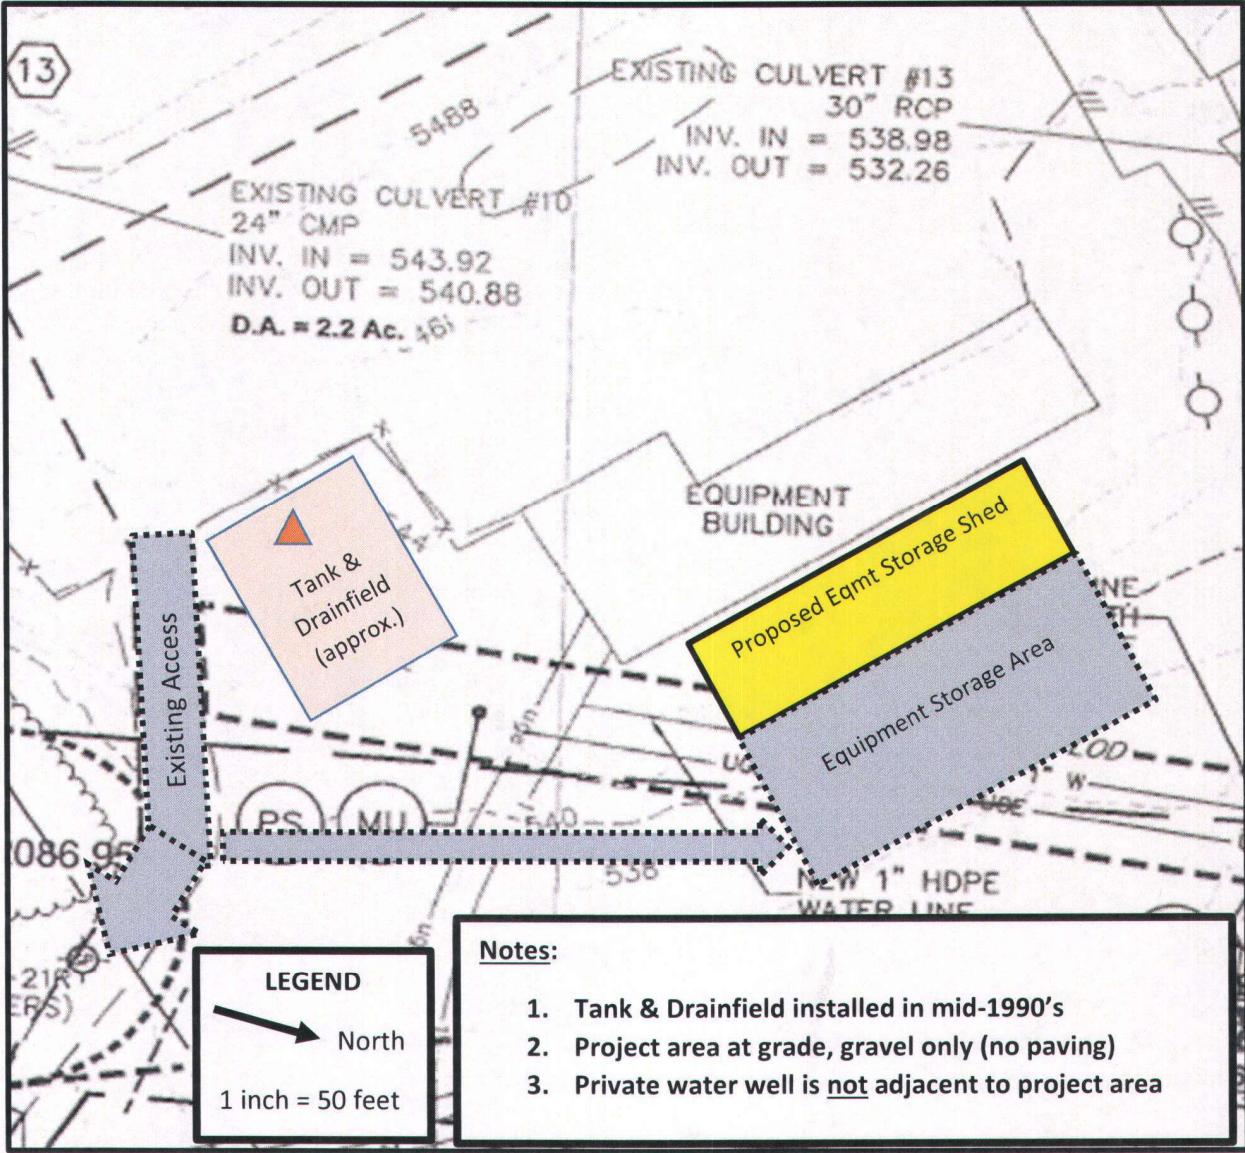 13
5488
EXISTING CULVERT #13
30" RCP
INV. IN = 538.98
INV. OUT = 532.26
EXISTING CULVERT #10
24" CMP
INV. IN = 543.92
INV. OUT = 540.88
D.A. = 2.2 Ac.
EQUIPMENT
BUILDING
Tank &
Drainfield
(approx.)
Proposed Eqmt Storage Shed
Equipment Storage Area
Existing Access
LOD
W
UOE
PS
MU
538
NEW 1" HDPE
WATER LINE
LEGEND
North
1 inch = 50 feet
Notes:
1. Tank & Drainfield installed in mid-1990's
2. Project area at grade, gravel only (no paving)
3. Private water well is not adjacent to project area